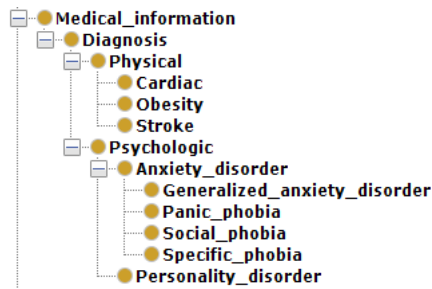 Medical_information
Diagnosis
Physical
Cardiac
Obesity
Stroke
Psychologic
Anxiety_disorder
Generalized_anxiety_disorder
Panic_phobia
Social_phobia
Specific_phobia
Personality_disorder